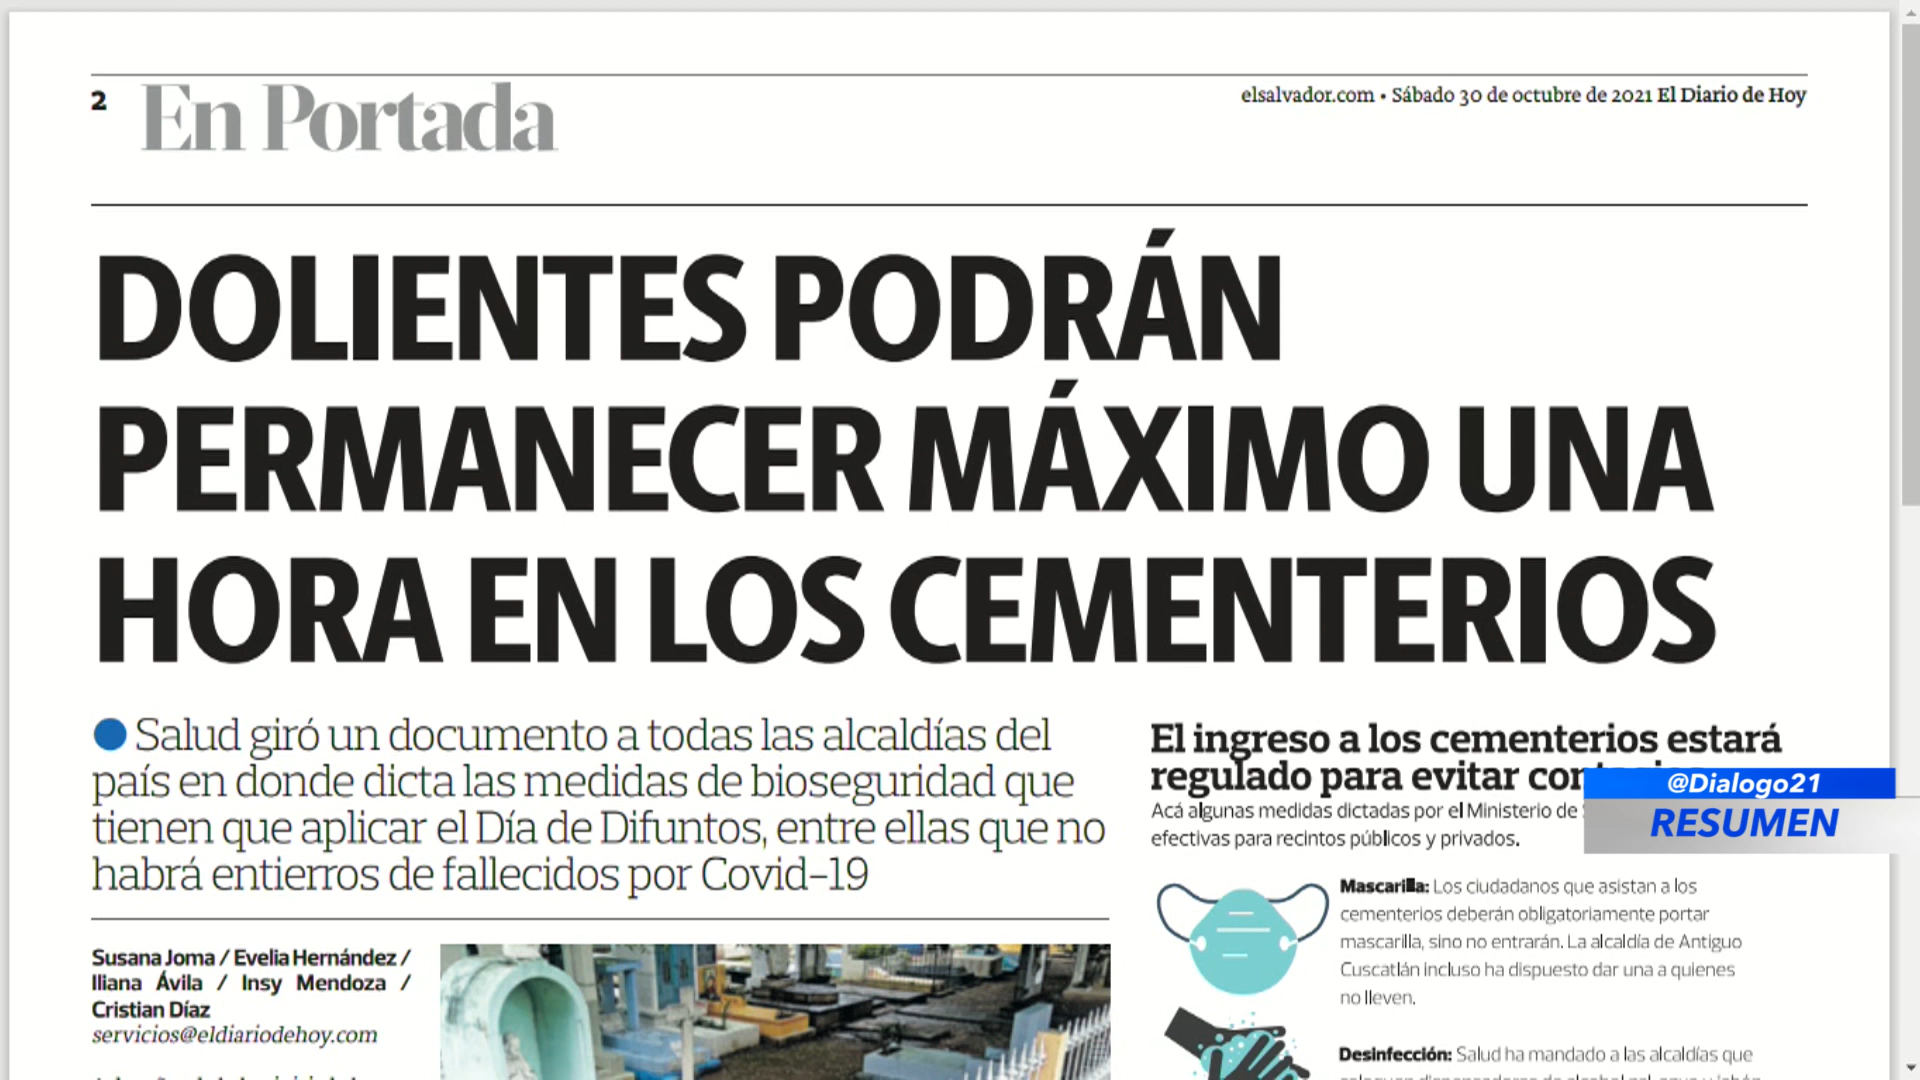 2 En Portada
elsalvador.com • Sábado 30 de octubre de 2021 El Diario de Hoy
DOLIENTES PODRÁN
PERMANECER MÁXIMO UNA
HORA EN LOS CEMENTERIOS
Salud giró un documento a todas las alcaldías del
país en donde dicta las medidas de bioseguridad que
tienen que aplicar el Día de Difuntos, entre ellas que no
habrá entierros de fallecidos por Covid-19
Susana Joma / Evelia Hernández /
Iliana Ávila / Insy Mendoza /
Cristian Díaz
servicios@eldiariodehoy.com
El ingreso a los cementerios estará
regulado para evitar
Acá algunas medidas dictadas por el Ministerio de
efectivas para recintos públicos y privados.
@Dialogo21
RESUMEN
Mascarilla: Los ciudadanos que asistan a los
cementerios deberán obligatoriamente portar
mascarilla, sino no entrarán. La alcaldía de Antiguo
Cuscatlán incluso ha dispuesto dar una a quienes
no lleven.
Desinfección: Salud ha mandado a las alcaldías que